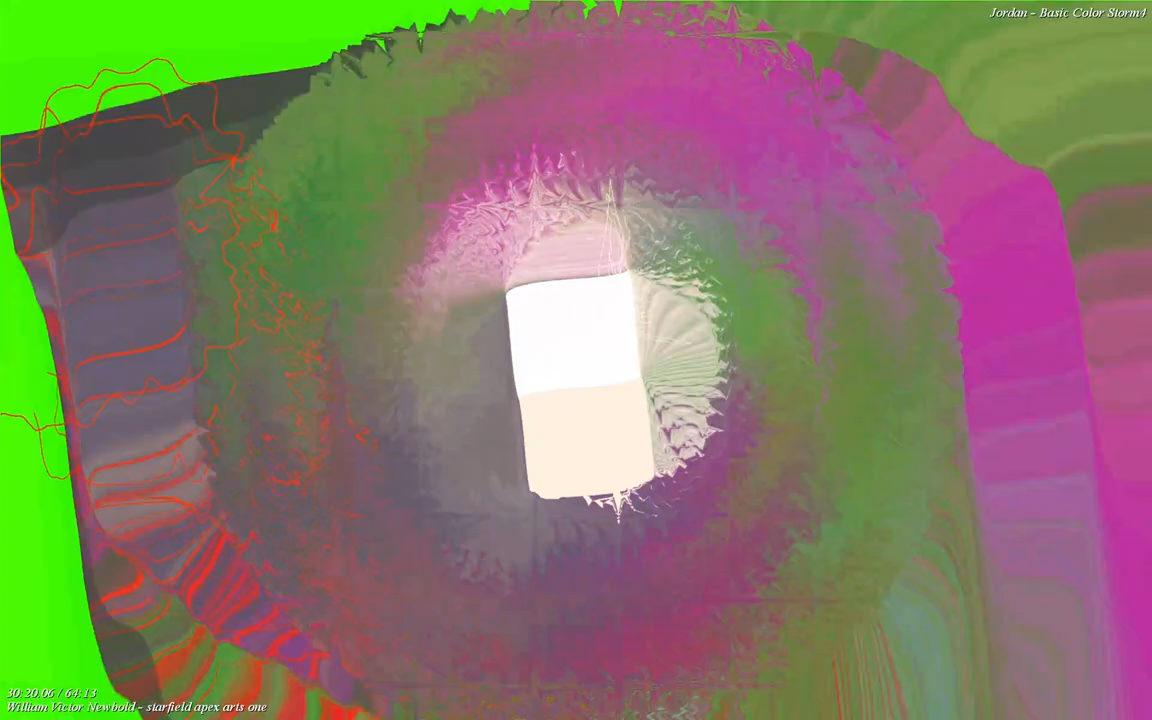 Jordan - Basic Color Storm4
30:20.06 / 64:13
William Victor Newbold - starfield apex arts one